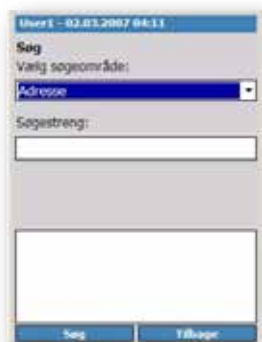 User1 - 02.03.2007 04:11
Søg
Vælg søgeområde:
Adresse
Søgestreng:
Søg
Tilbage